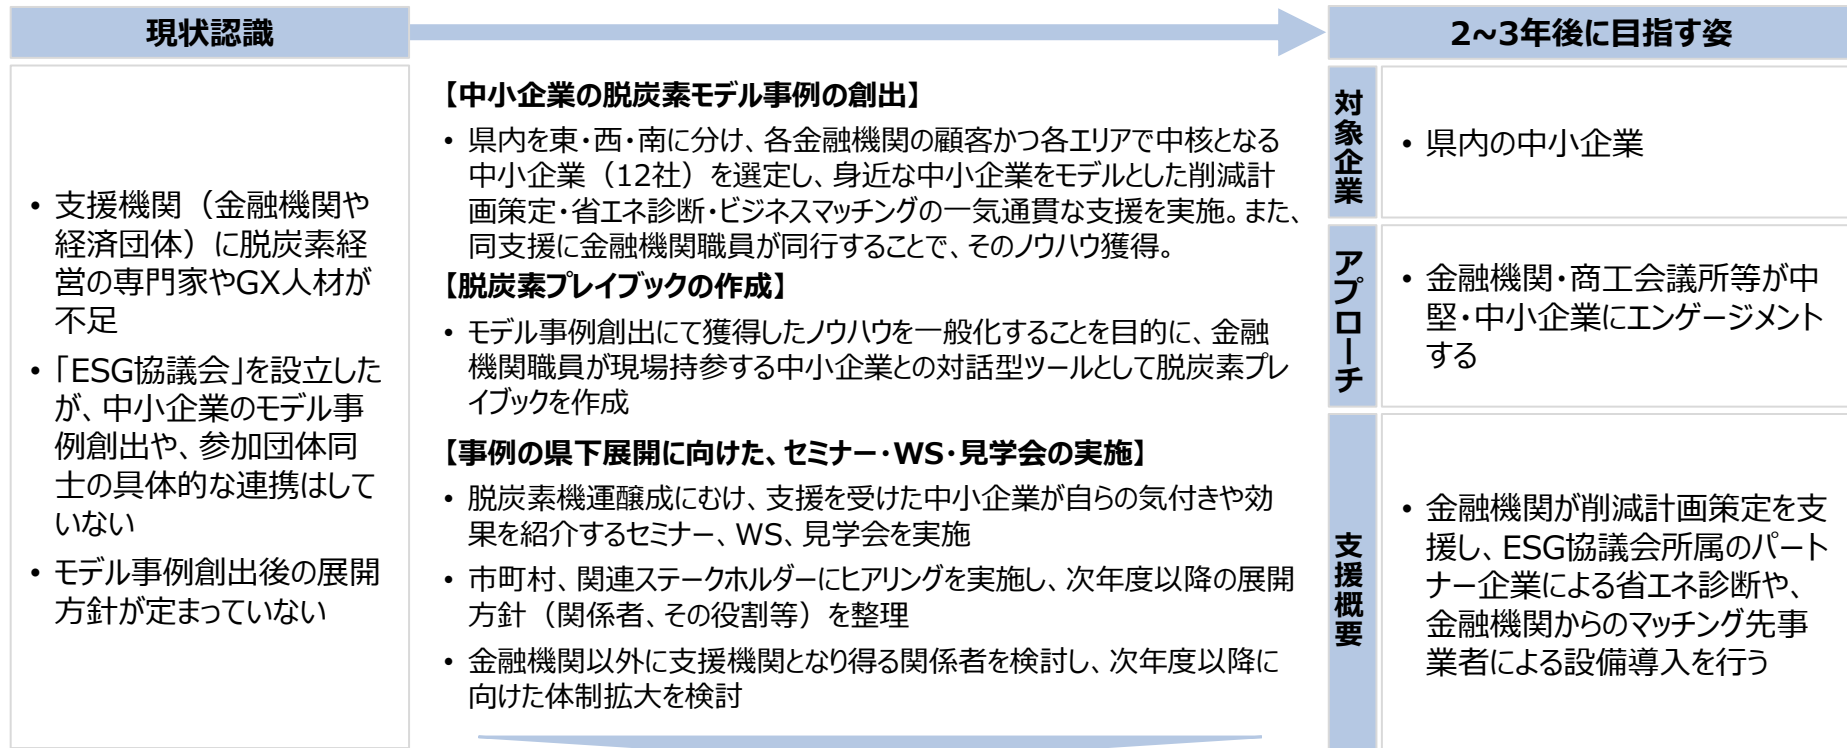 現状認識
• 支援機関（金融機関や
経済団体）に脱炭素経
営の専門家やGX人材が
不足
• 「ESG協議会」を設立した
が、中小企業のモデル事
例創出や、参加団体同
士の具体的な連携はして
いない
• モデル事例創出後の展開
方針が定まっていない
【中小企業の脱炭素モデル事例の創出】
• 県内を東・西・南に分け、各金融機関の顧客かつ各エリアで中核となる
中小企業（12社）を選定し、身近な中小企業をモデルとした削減計
画策定・省エネ診断・ビジネスマッチングの一気通貫な支援を実施。また、
同支援に金融機関職員が同行することで、そのノウハウ獲得。
【脱炭素プレイブックの作成】
• モデル事例創出にて獲得したノウハウを一般化することを目的に、金融
機関職員が現場持参する中小企業との対話型ツールとして脱炭素プレ
イブックを作成
【事例の県下展開に向けた、セミナー・WS・見学会の実施】
• 脱炭素機運醸成にむけ、支援を受けた中小企業が自らの気付きや効
果を紹介するセミナー、WS、見学会を実施
• 市町村、関連ステークホルダーにヒアリングを実施し、次年度以降の展開
方針（関係者、その役割等）を整理
• 金融機関以外に支援機関となり得る関係者を検討し、次年度以降に
向けた体制拡大を検討
2~3年後に目指す姿
対象企業
• 県内の中小企業
アプローチ
• 金融機関・商工会議所等が中
堅・中小企業にエンゲージメント
する
支援概要
• 金融機関が削減計画策定を支
援し、ESG協議会所属のパート
ナー企業による省エネ診断や、
金融機関からのマッチング先事
業者による設備導入を行う